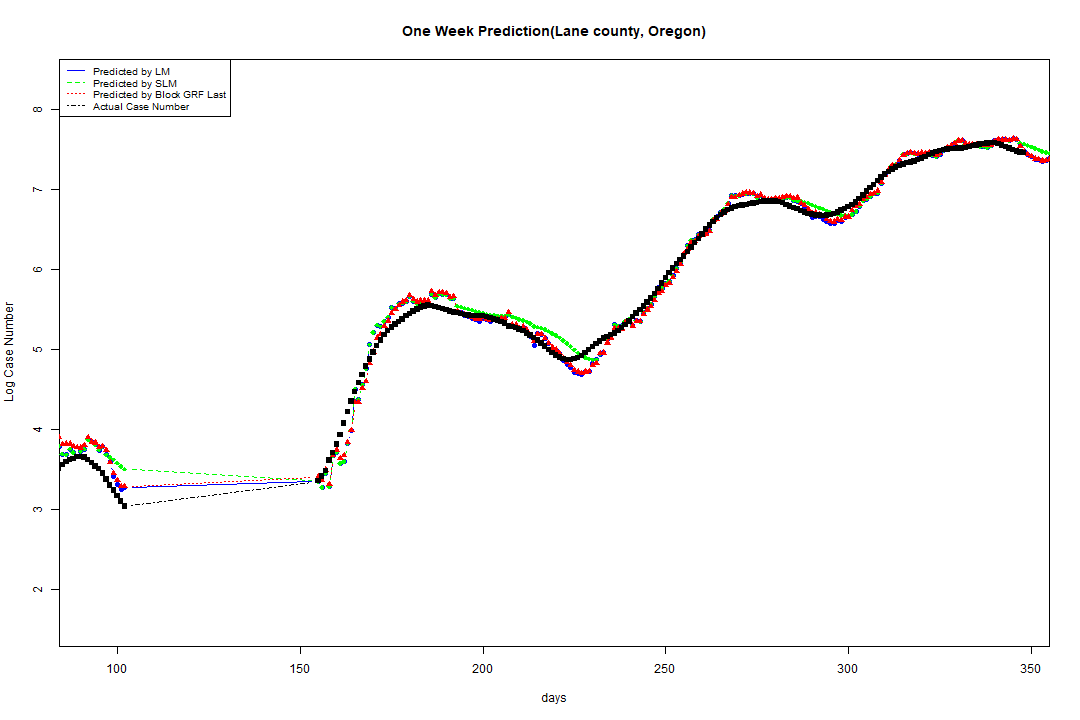 One Week Prediction(Lane county, Oregon)
Predicted by LM
Predicted by SLM
Predicted by Block GRF Last
Actual Case Number
8
7
6
5
4
3
2
Log Case Number
100 150 200 250 300 350
days